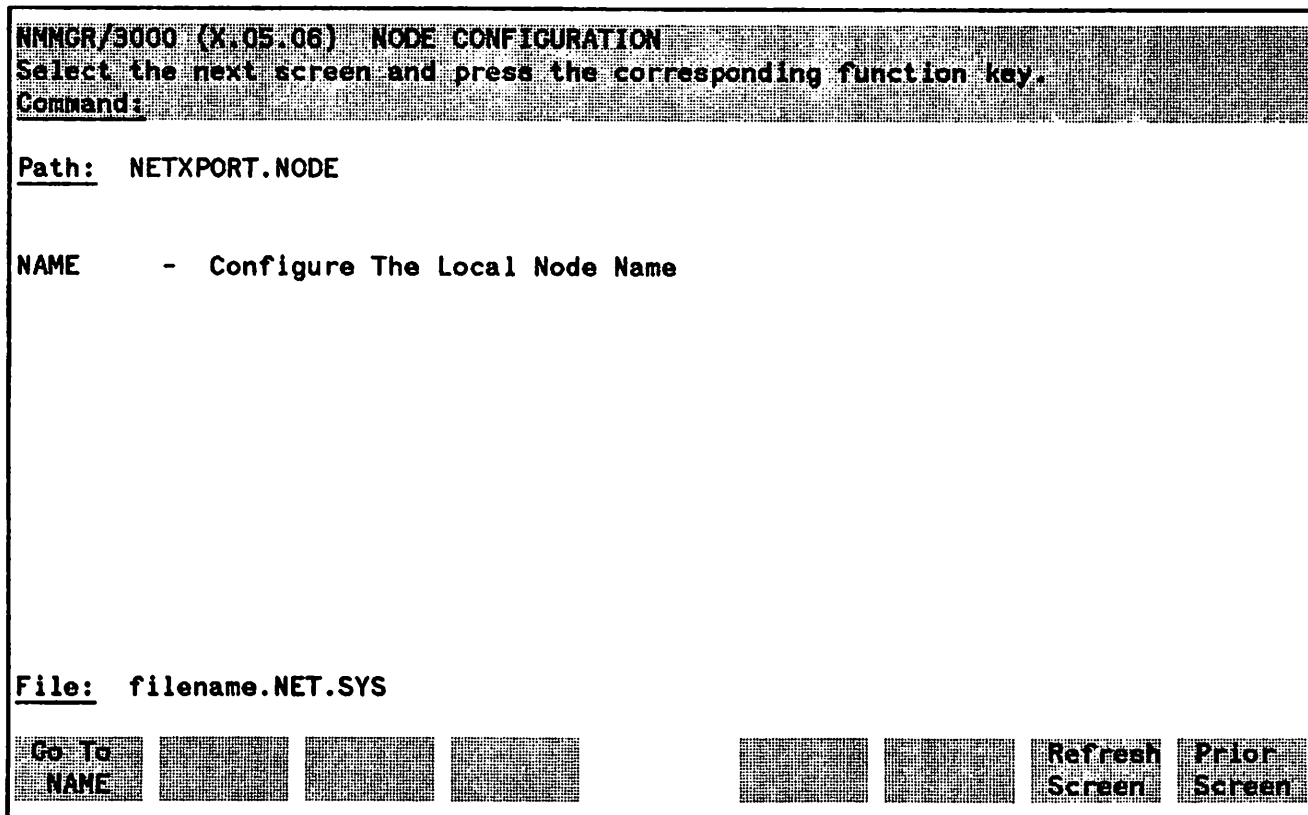 NMMGR/3000 (X.05.06) NODE CONFIGURATION
Select the next screen and press the corresponding function key.
Command:
Path: NETXPORT.NODE
NAME - Configure The Local Node Name
File: filename.NET.SYS
Go To NAME
Refresh Screen
Prior Screen